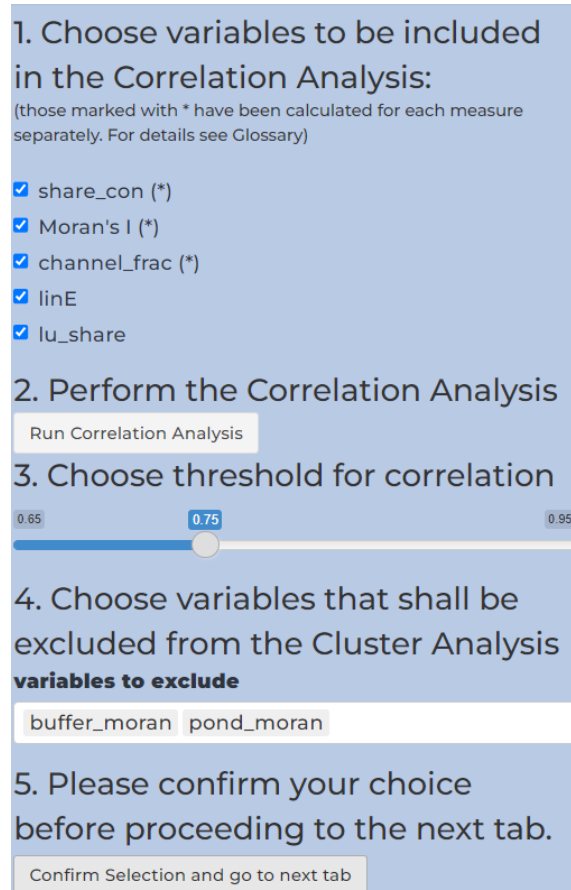 1. Choose variables to be included
in the Correlation Analysis:
(those marked with * have been calculated for each measure
separately. For details see Glossary)
share_con (*)
Moran's I (*)
channel_frac (*)
linE
lu_share
2. Perform the Correlation Analysis
Run Correlation Analysis
3. Choose threshold for correlation
0.65 0.75 0.95
4. Choose variables that shall be
excluded from the Cluster Analysis
variables to exclude
buffer_moran pond_moran
5. Please confirm your choice
before proceeding to the next tab.
Confirm Selection and go to next tab